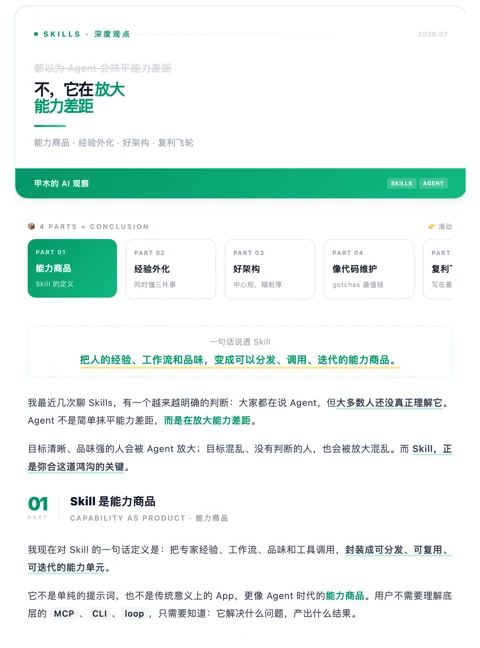 SKILLS · 深度观点
2026.07
都以为 Agent 会抹平能力差距
不，它在放大
能力差距
能力商品 · 经验外化 · 好架构 · 复利飞轮
甲木的 AI 观察
SKILLS
AGENT
📦 4 PARTS + CONCLUSION
👉 滑动
PART 01
能力商品
Skill 的定义
PART 02
经验外化
同时懂三件事
PART 03
好架构
中心短，辐射厚
PART 04
像代码维护
gotchas 最值钱
PART
复利
写在最
一句话说透 Skill
把人的经验、工作流和品味，变成可以分发、调用、迭代的能力商品。
我最近几次聊 Skills，有一个越来越明确的判断：大家都在说 Agent，但大多数人还没真正理解它。
Agent 不是简单抹平能力差距，而是在放大能力差距。
目标清晰、品味强的人会被 Agent 放大；目标混乱、没有判断的人，也会被放大混乱。而 Skill，正
是弥合这道鸿沟的关键。
01
PART
Skill 是能力商品
CAPABILITY AS PRODUCT · 能力商品
我现在对 Skill 的一句话定义是：把专家经验、工作流、品味和工具调用，封装成可分发、可复用、
可迭代的能力单元。
它不是单纯的提示词，也不是传统意义上的 App，更像 Agent 时代的能力商品。用户不需要理解底
层的 MCP 、 CLI 、 loop ，只需要知道：它解决什么问题，产出什么结果。